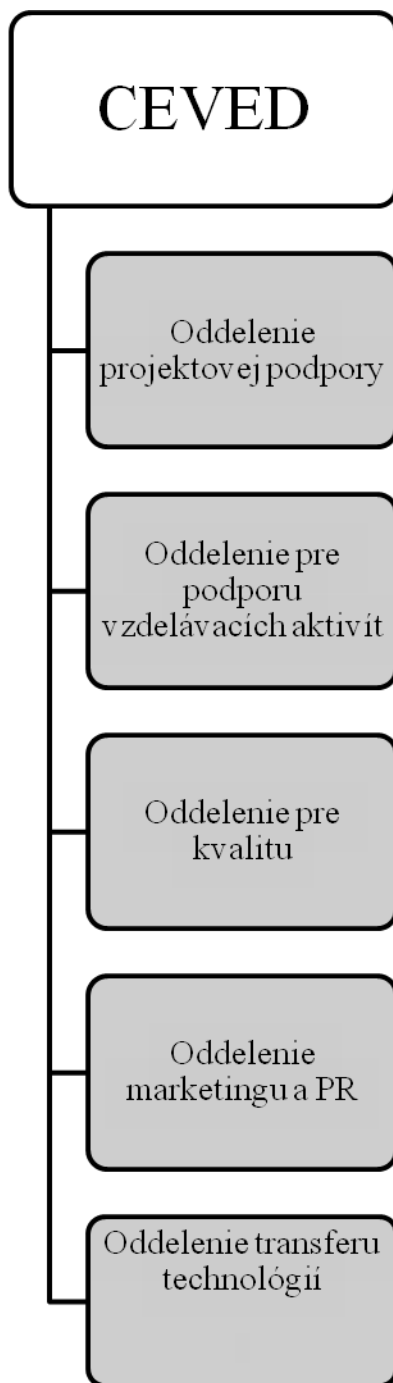 CEVED
Oddelenie
projektovej podpory
Oddelenie pre
podporu
vzdelávacích aktivít
Oddelenie pre
kvalitu
Oddelenie
marketingu a PR
Oddelenie transferu
technológií